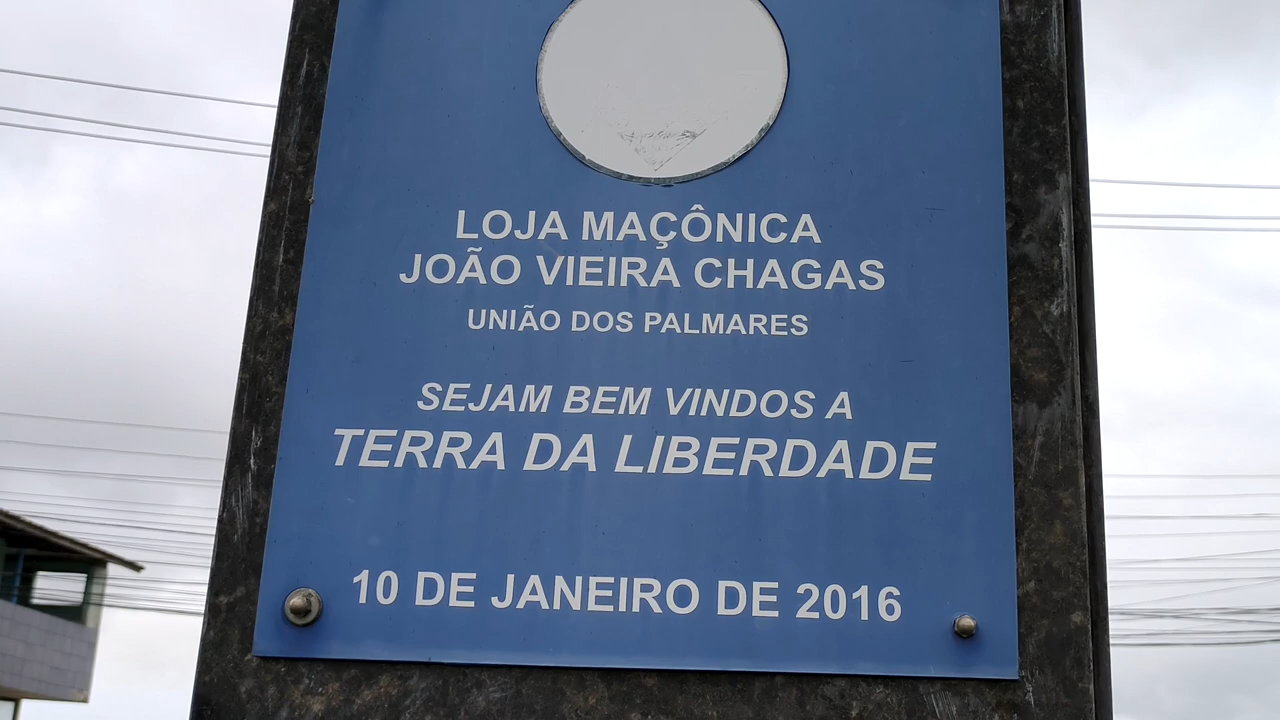 LOJA MAÇÔNICA
JOÃO VIEIRA CHAGAS
UNIÃO DOS PALMARES
SEJAM BEM VINDOS A
TERRA DA LIBERDADE
10 DE JANEIRO DE 2016